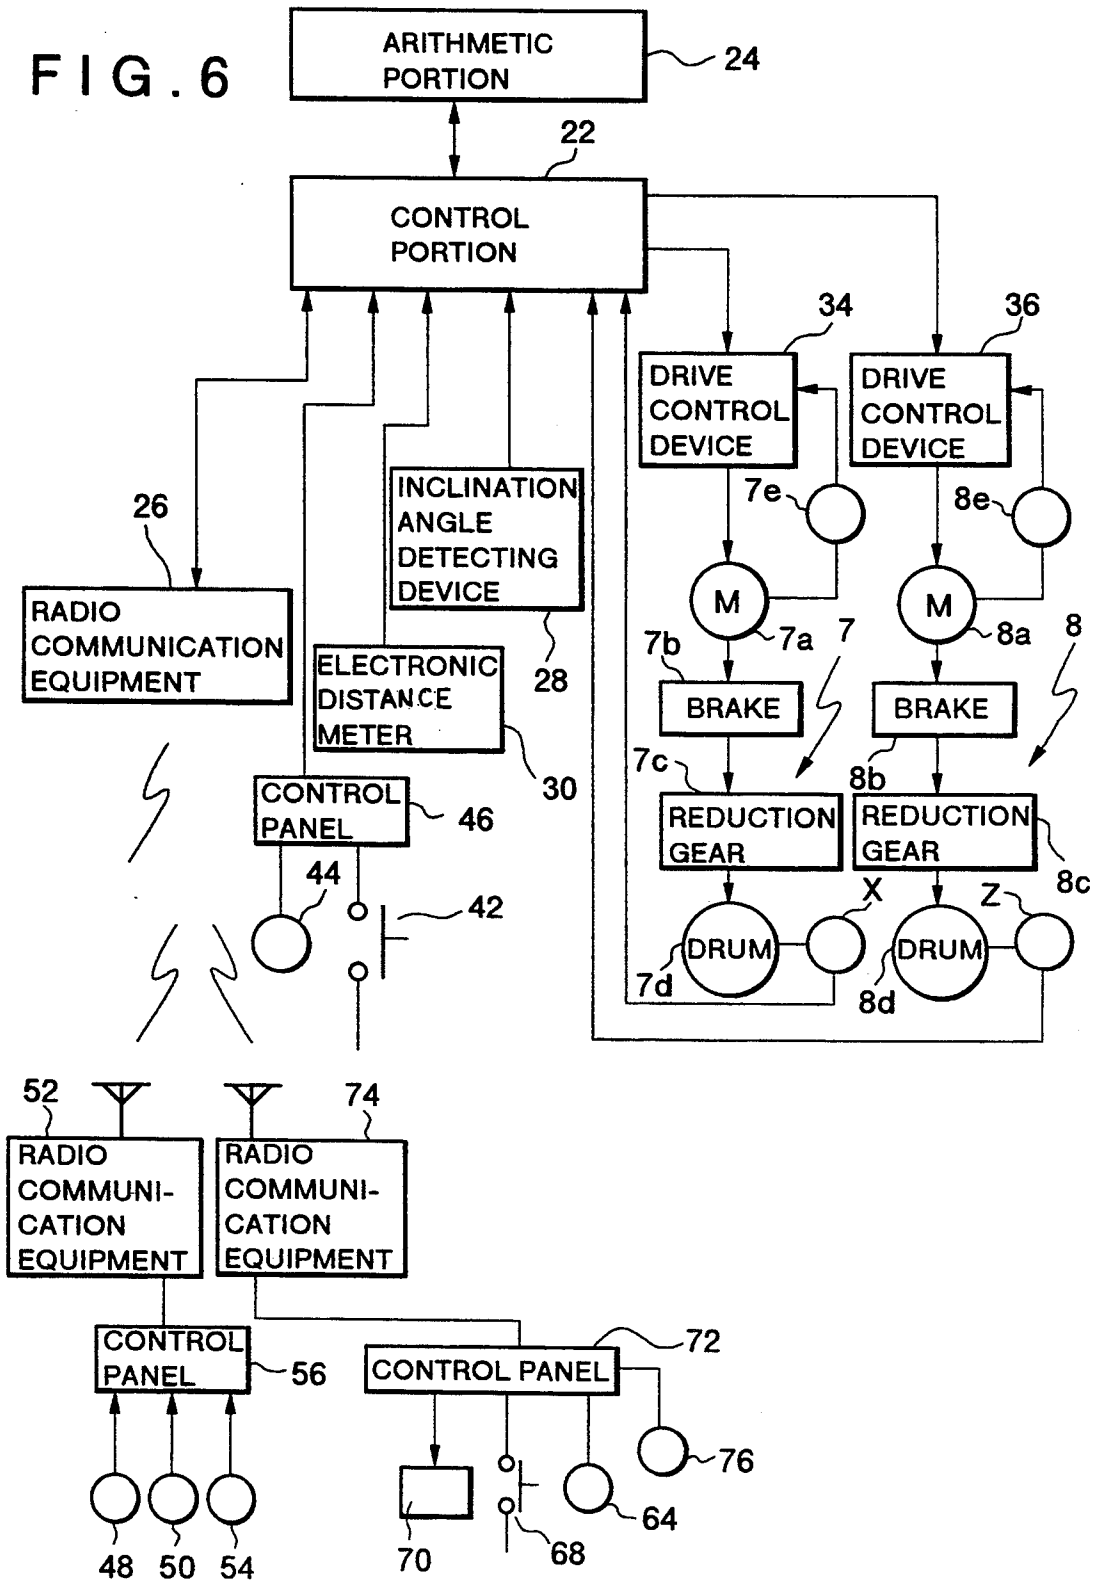 FIG. 6
ARITHMETIC
PORTION
24
22
CONTROL
PORTION
34
36
DRIVE
CONTROL
DEVICE
DRIVE
CONTROL
DEVICE
7e
8e
INCLINATION
ANGLE
DETECTING
DEVICE
28
26
RADIO
COMMUNICATION
EQUIPMENT
M
7a
M
8a
7
8
7b
BRAKE
BRAKE
8b
ELECTRONIC
DISTANCE
METER
30
7c
REDUCTION
GEAR
REDUCTION
GEAR
8c
CONTROL
PANEL
46
44
42
X
Z
DRUM
7d
DRUM
8d
52
74
RADIO
COMMUNI-
CATION
EQUIPMENT
RADIO
COMMUNI-
CATION
EQUIPMENT
CONTROL
PANEL
56
72
CONTROL PANEL
76
48
50
54
70
68
64